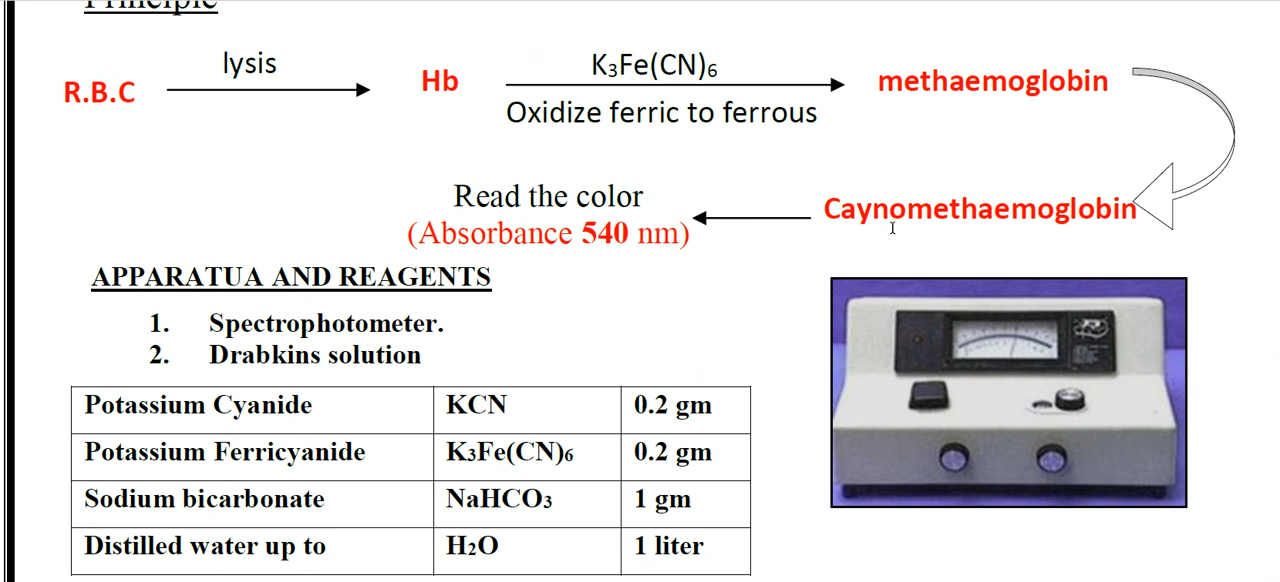 Principle
lysis
K₃Fe(CN)₆
R.B.C
Hb
methaemoglobin
Oxidize ferric to ferrous
Read the color
Caynomethaemoglobin
(Absorbance 540 nm)
APPARATUA AND REAGENTS
1. Spectrophotometer.
2. Drabkins solution
Potassium Cyanide KCN 0.2 gm
Potassium Ferricyanide K₃Fe(CN)₆ 0.2 gm
Sodium bicarbonate NaHCO₃ 1 gm
Distilled water up to H₂O 1 liter